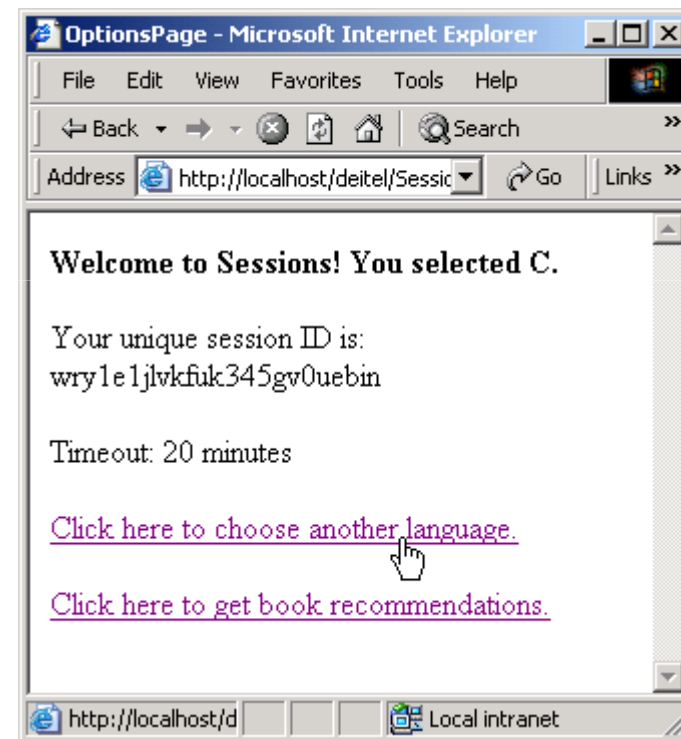 OptionsPage - Microsoft Internet Explorer
File Edit View Favorites Tools Help
Back Search »
Address http://localhost/deitel/Sessic Go Links »
Welcome to Sessions! You selected C.
Your unique session ID is:
wry1e1jlvkfuk345gv0uebin
Timeout: 20 minutes
Click here to choose another language.
Click here to get book recommendations.
http://localhost/d Local intranet